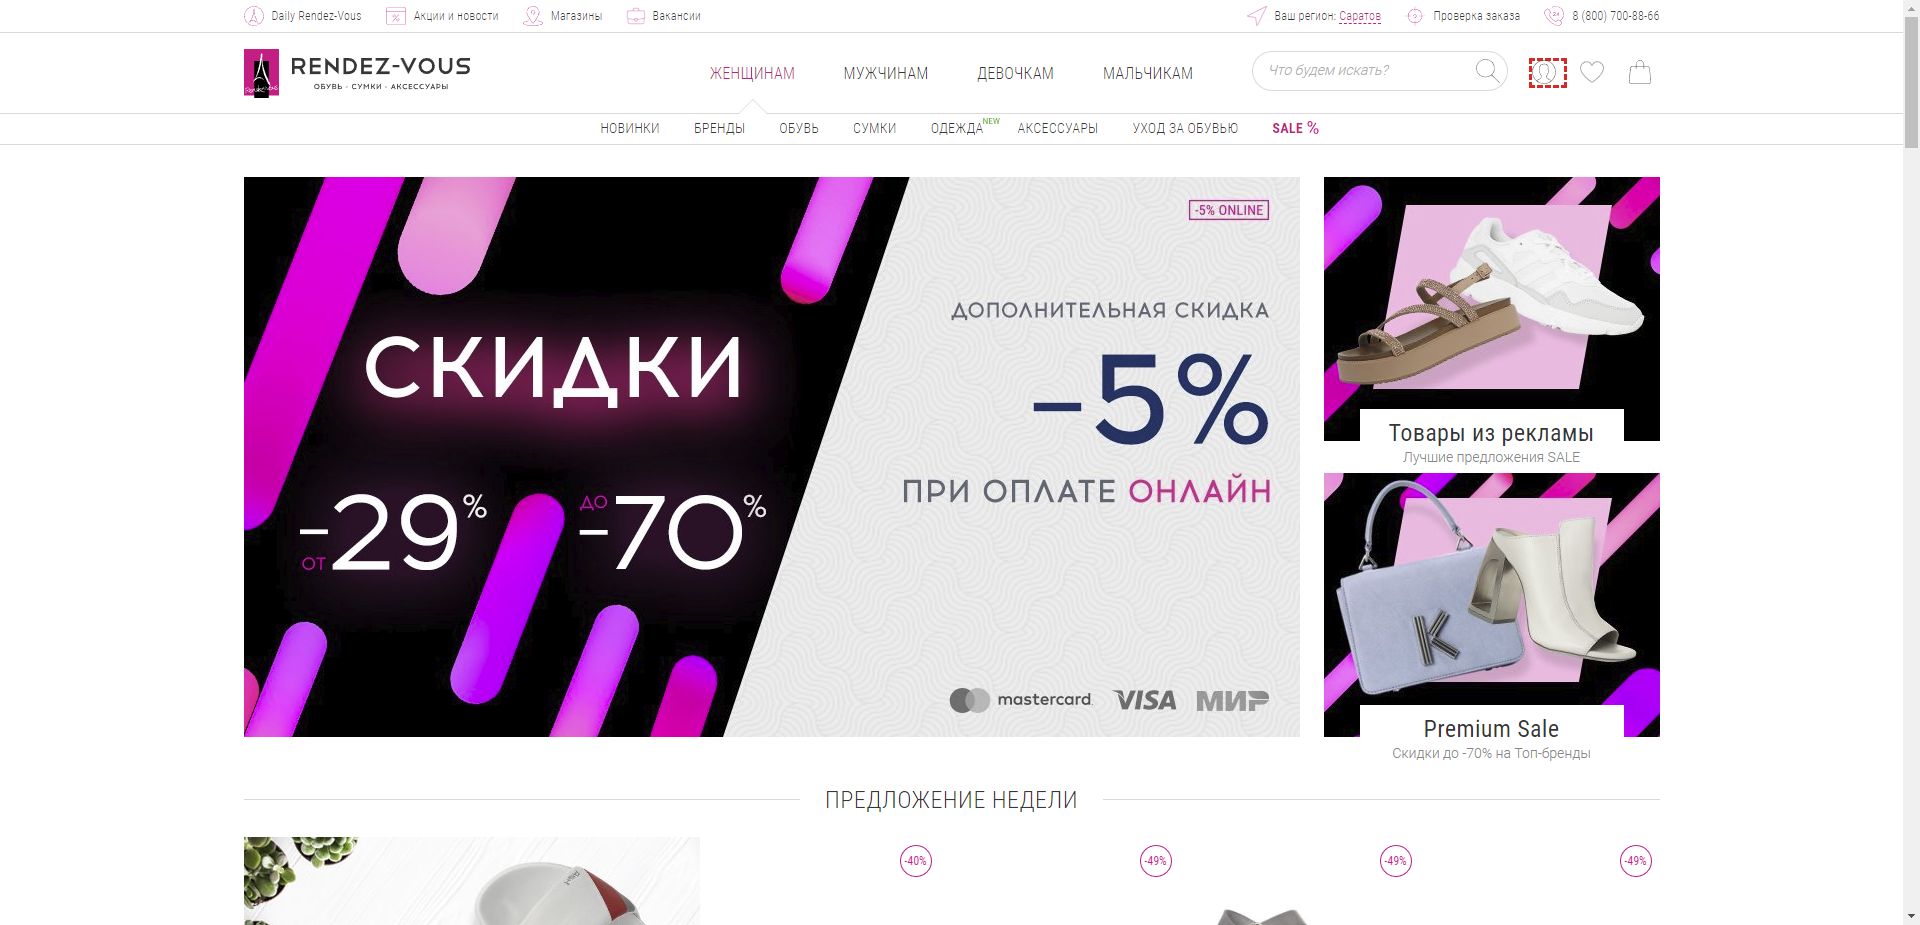 Daily Rendez-Vous
Акции и новости
Магазины
Вакансии
Ваш регион: Саратов
Проверка заказа
8 (800) 700-88-66
RENDEZ-VOUS
ОБУВЬ · СУМКИ · АКСЕССУАРЫ
ЖЕНЩИНАМ
МУЖЧИНАМ
ДЕВОЧКАМ
МАЛЬЧИКАМ
Что будем искать?
НОВИНКИ
БРЕНДЫ
ОБУВЬ
СУМКИ
ОДЕЖДА NEW
АКСЕССУАРЫ
УХОД ЗА ОБУВЬЮ
SALE %
СКИДКИ
ОТ -29%
ДО -70%
-5% ONLINE
ДОПОЛНИТЕЛЬНАЯ СКИДКА
-5%
ПРИ ОПЛАТЕ ОНЛАЙН
mastercard.
VISA
МИР
Товары из рекламы
Лучшие предложения SALE
K
Premium Sale
Скидки до -70% на Топ-бренды
ПРЕДЛОЖЕНИЕ НЕДЕЛИ
-40%
-49%
-49%
-49%